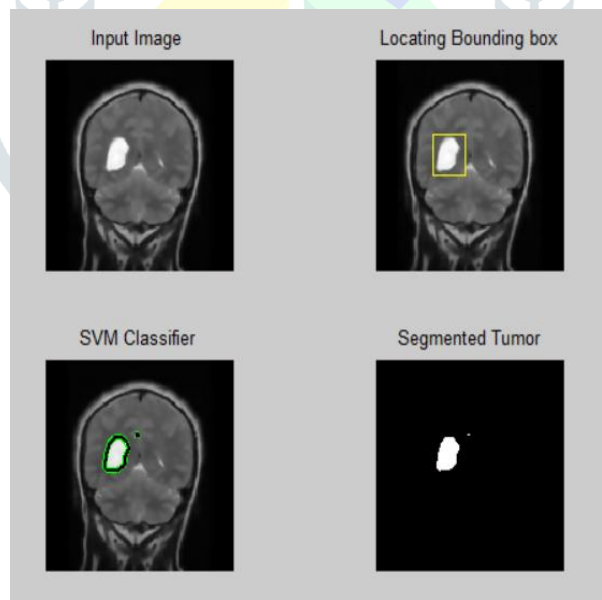 Input Image
Locating Bounding box
SVM Classifier
Segmented Tumor